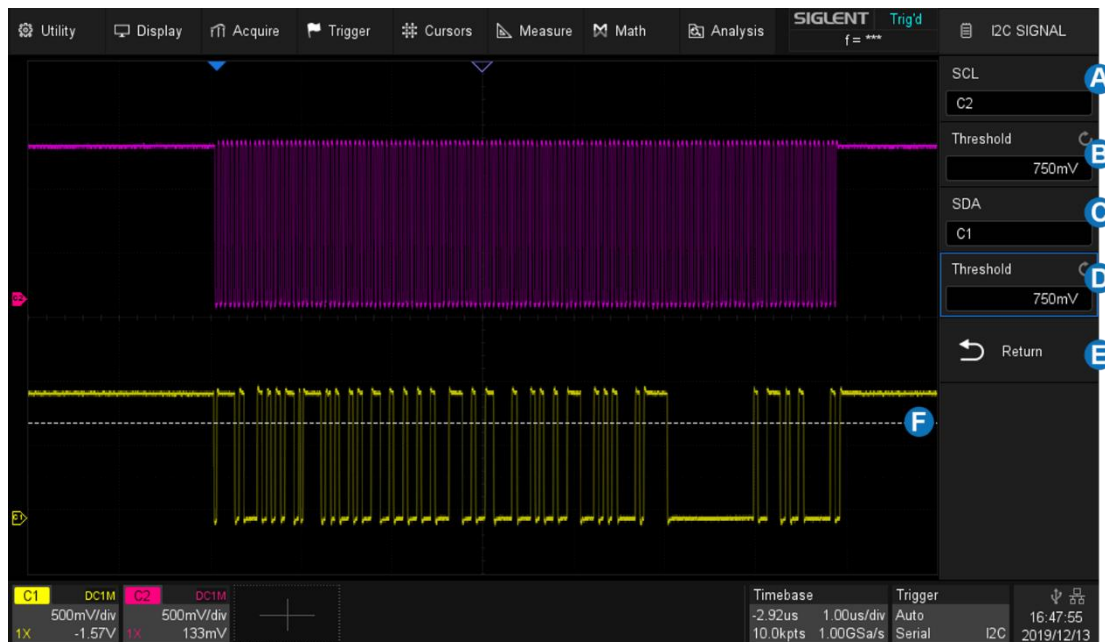 Utility Display Acquire Trigger Cursors Measure Math Analysis SIGLENT Trig'd
f = ***
I2C SIGNAL
SCL
A
C2
Threshold
B
750mV
SDA
C
C1
Threshold
D
750mV
Return
E
F
C2
C1
C1 DC1M
500mV/div
1X -1.57V
C2 DC1M
500mV/div
1X 133mV
Timebase
-2.92us 1.00us/div
10.0kpts 1.00GSa/s
Trigger
Auto
Serial I2C
16:47:55
2019/12/13